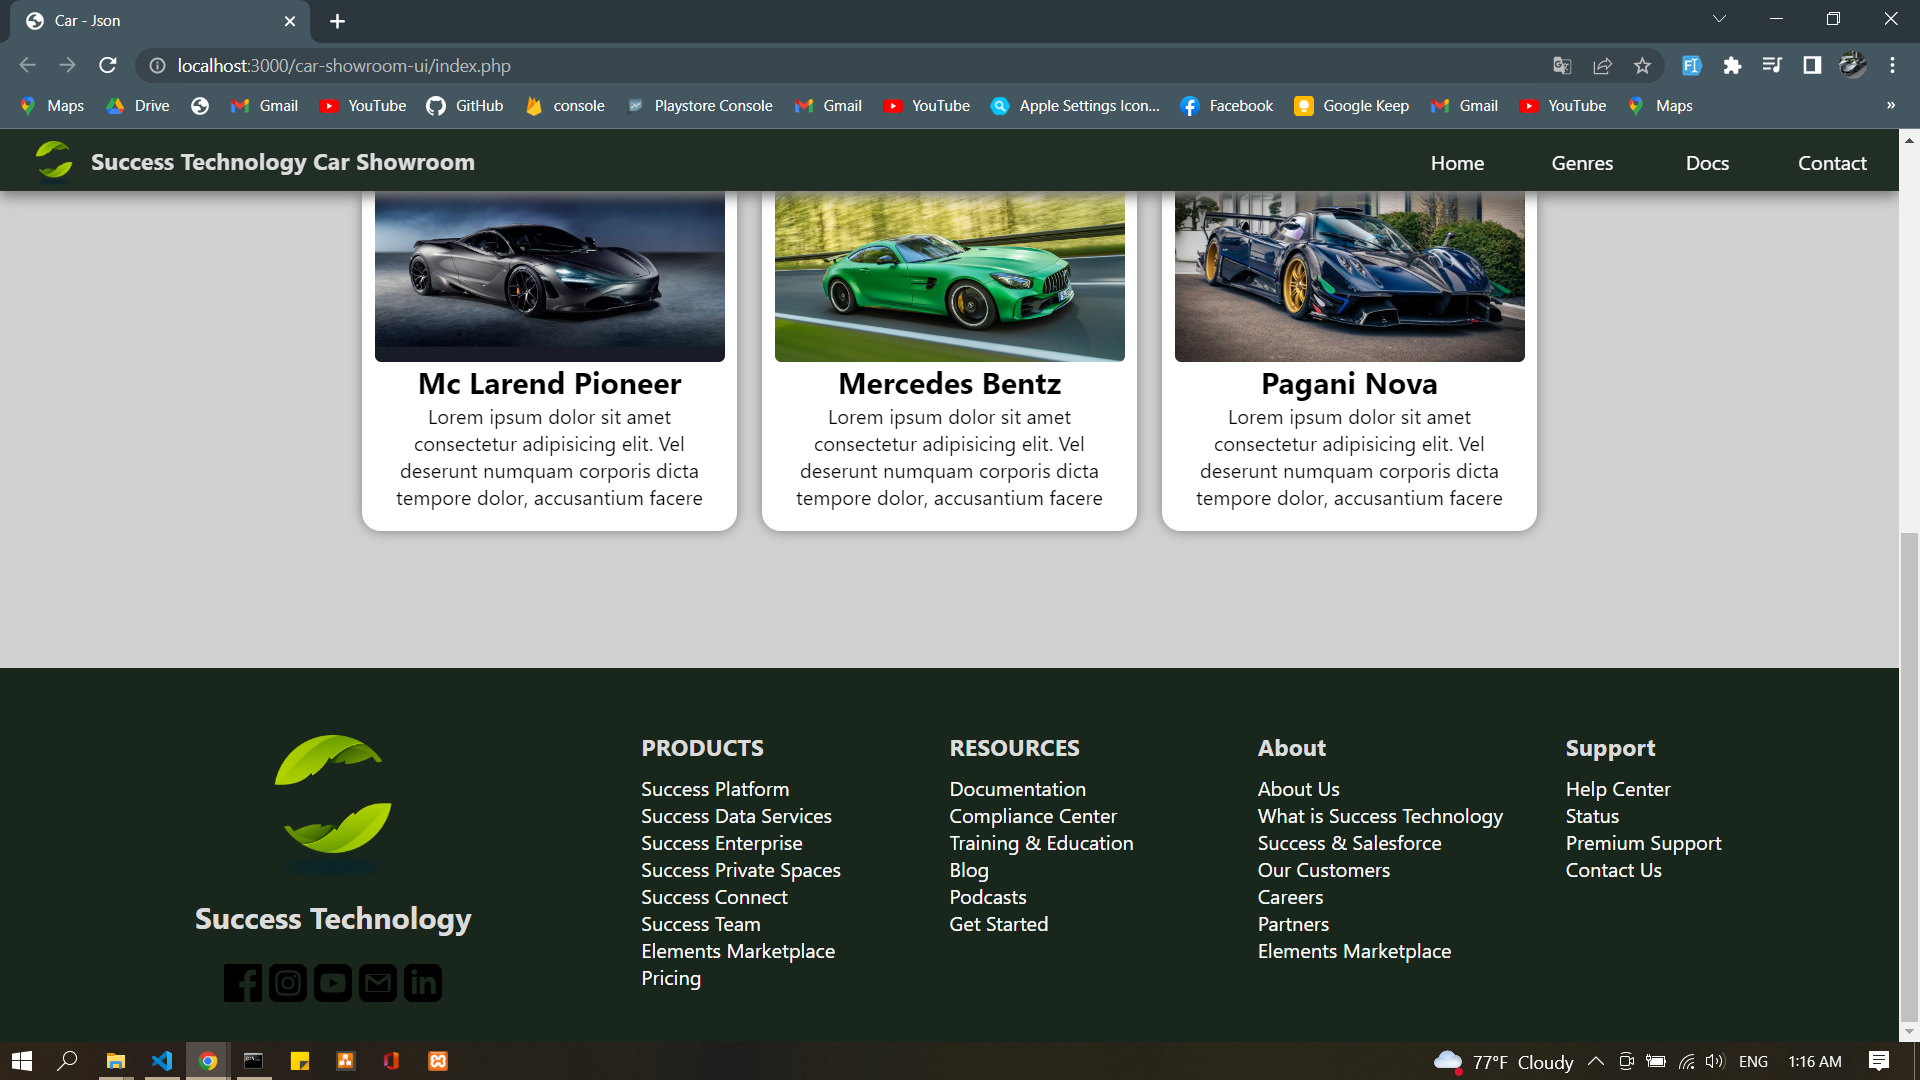 Car - Json
localhost:3000/car-showroom-ui/index.php
Maps Drive Gmail YouTube GitHub console Playstore Console Gmail YouTube Apple Settings Icon... Facebook Google Keep Gmail YouTube Maps »
Success Technology Car Showroom Home Genres Docs Contact
Mc Larend Pioneer
Lorem ipsum dolor sit amet
consectetur adipisicing elit. Vel
deserunt numquam corporis dicta
tempore dolor, accusantium facere
Mercedes Bentz
Lorem ipsum dolor sit amet
consectetur adipisicing elit. Vel
deserunt numquam corporis dicta
tempore dolor, accusantium facere
Pagani Nova
Lorem ipsum dolor sit amet
consectetur adipisicing elit. Vel
deserunt numquam corporis dicta
tempore dolor, accusantium facere
Success Technology
PRODUCTS
Success Platform
Success Data Services
Success Enterprise
Success Private Spaces
Success Connect
Success Team
Elements Marketplace
Pricing
RESOURCES
Documentation
Compliance Center
Training & Education
Blog
Podcasts
Get Started
About
About Us
What is Success Technology
Success & Salesforce
Our Customers
Careers
Partners
Elements Marketplace
Support
Help Center
Status
Premium Support
Contact Us
77°F Cloudy ENG 1:16 AM